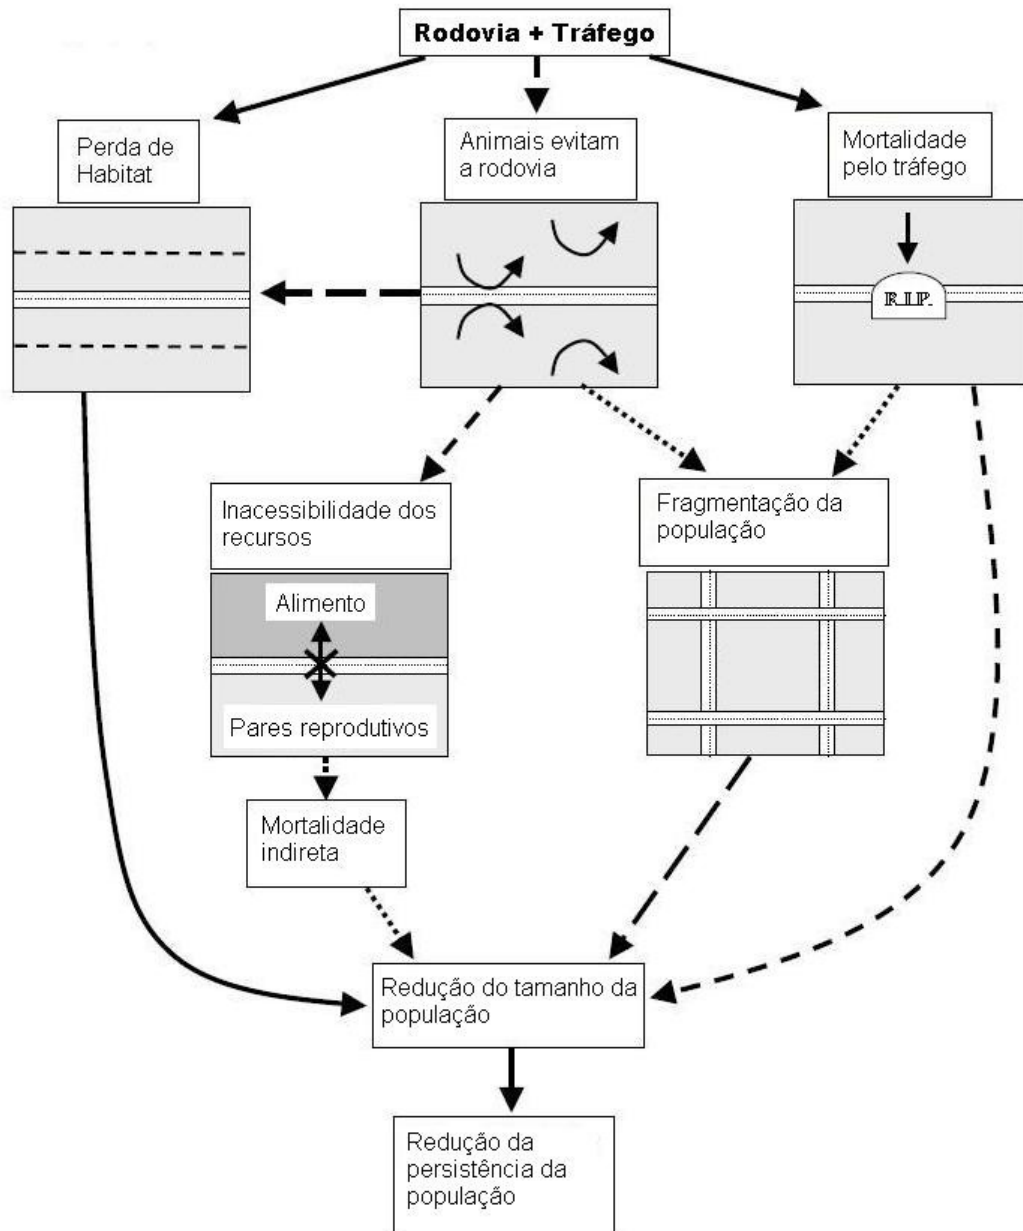 Rodovia + Tráfego
Perda de
Habitat
Animais evitam
a rodovia
Mortalidade
pelo tráfego
R.I.P.
Inacessibilidade dos
recursos
Fragmentação da
população
Alimento
Pares reprodutivos
Mortalidade
indireta
Redução do tamanho da
população
Redução da
persistência da
população